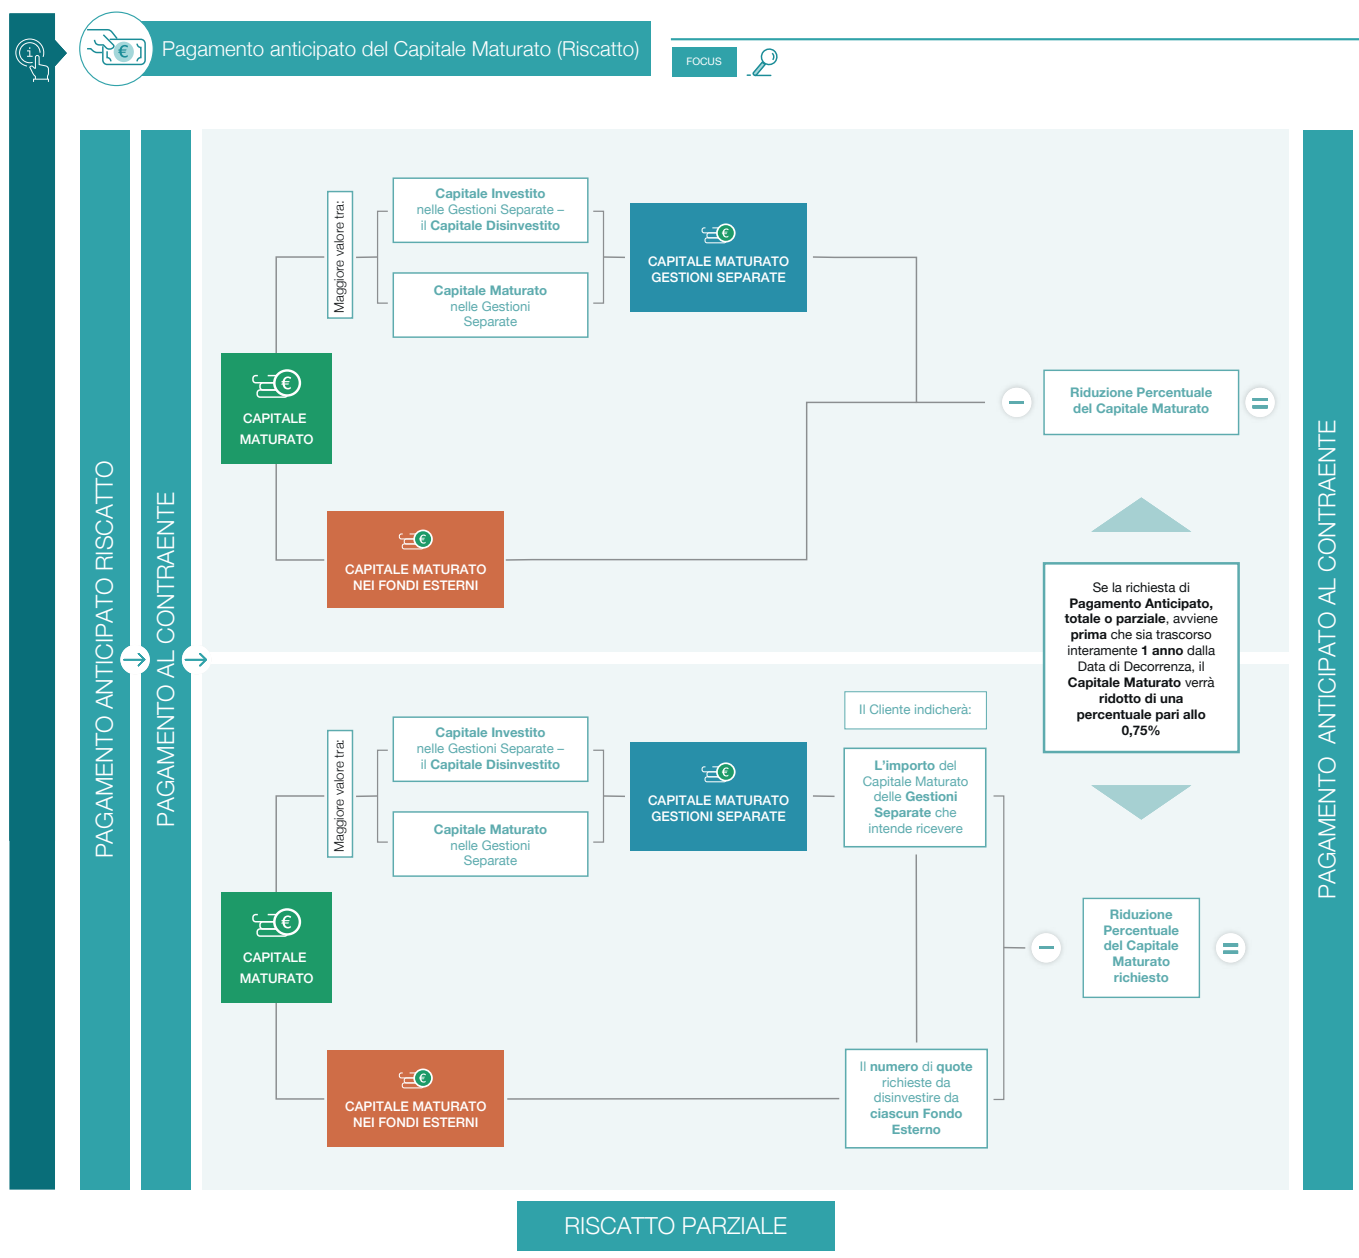 Pagamento anticipato del Capitale Maturato (Riscatto)
FOCUS
PAGAMENTO ANTICIPATO RISCATTO
PAGAMENTO AL CONTRAENTE
CAPITALE
MATURATO
Maggiore valore tra:
Capitale Investito
nelle Gestioni Separate –
il Capitale Disinvestito
Capitale Maturato
nelle Gestioni
Separate
€
CAPITALE MATURATO
GESTIONI SEPARATE
€
CAPITALE MATURATO
NEI FONDI ESTERNI
Riduzione Percentuale
del Capitale Maturato
Se la richiesta di
Pagamento Anticipato,
totale o parziale, avviene
prima che sia trascorso
interamente 1 anno dalla
Data di Decorrenza, il
Capitale Maturato verrà
ridotto di una
percentuale pari allo
0,75%
€
CAPITALE
MATURATO
Maggiore valore tra:
Capitale Investito
nelle Gestioni Separate –
il Capitale Disinvestito
Capitale Maturato
nelle Gestioni
Separate
€
CAPITALE MATURATO
GESTIONI SEPARATE
Il Cliente indicherà:
L'importo del
Capitale Maturato
delle Gestioni
Separate che
intende ricevere
€
CAPITALE MATURATO
NEI FONDI ESTERNI
Il numero di quote
richieste da
disinvestire da
ciascun Fondo
Esterno
Riduzione
Percentuale
del Capitale
Maturato
richiesto
PAGAMENTO ANTICIPATO AL CONTRAENTE
RISCATTO PARZIALE